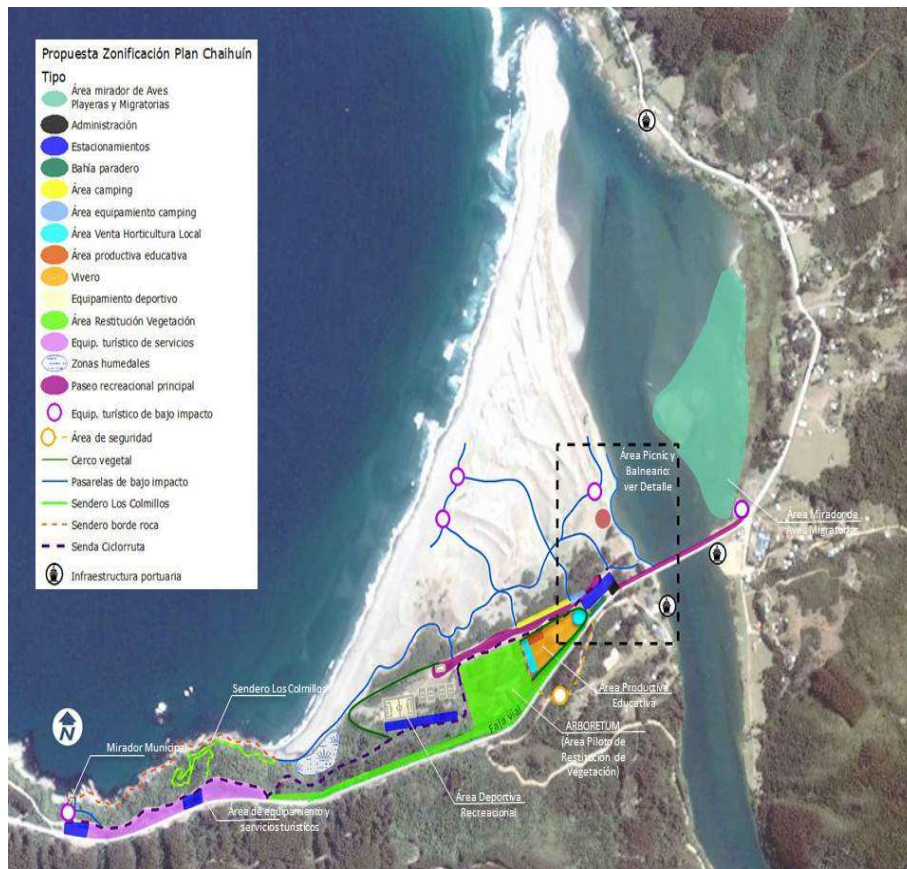 Propuesta Zonificación Plan Chaihuín
Tipo
Área mirador de Aves
Playeras y Migratorias
Administración
Estacionamientos
Bahía paradero
Área camping
Área equipamiento camping
Área Venta Horticultura Local
Área productiva educativa
Vivero
Equipamiento deportivo
Área Restitución Vegetación
Equip. turístico de servicios
Zonas humedales
Paseo recreacional principal
Equip. turístico de bajo impacto
Área de seguridad
Cerco vegetal
Pasarelas de bajo impacto
Sendero Los Colmillos
Sendero borde roca
Senda Ciclorruta
Infraestructura portuaria
Área Picnic y
Balneario:
ver Detalle
Área Mirador de
Aves Migratorias
Área Productiva
Educativa
Sendero Los Colmillos
Faja vial
ARBORETUM
(Área Piloto de
Restitución de
Vegetación)
N
Mirador Municipal
Área Deportiva
Recreacional
Área de equipamiento y
servicios turísticos